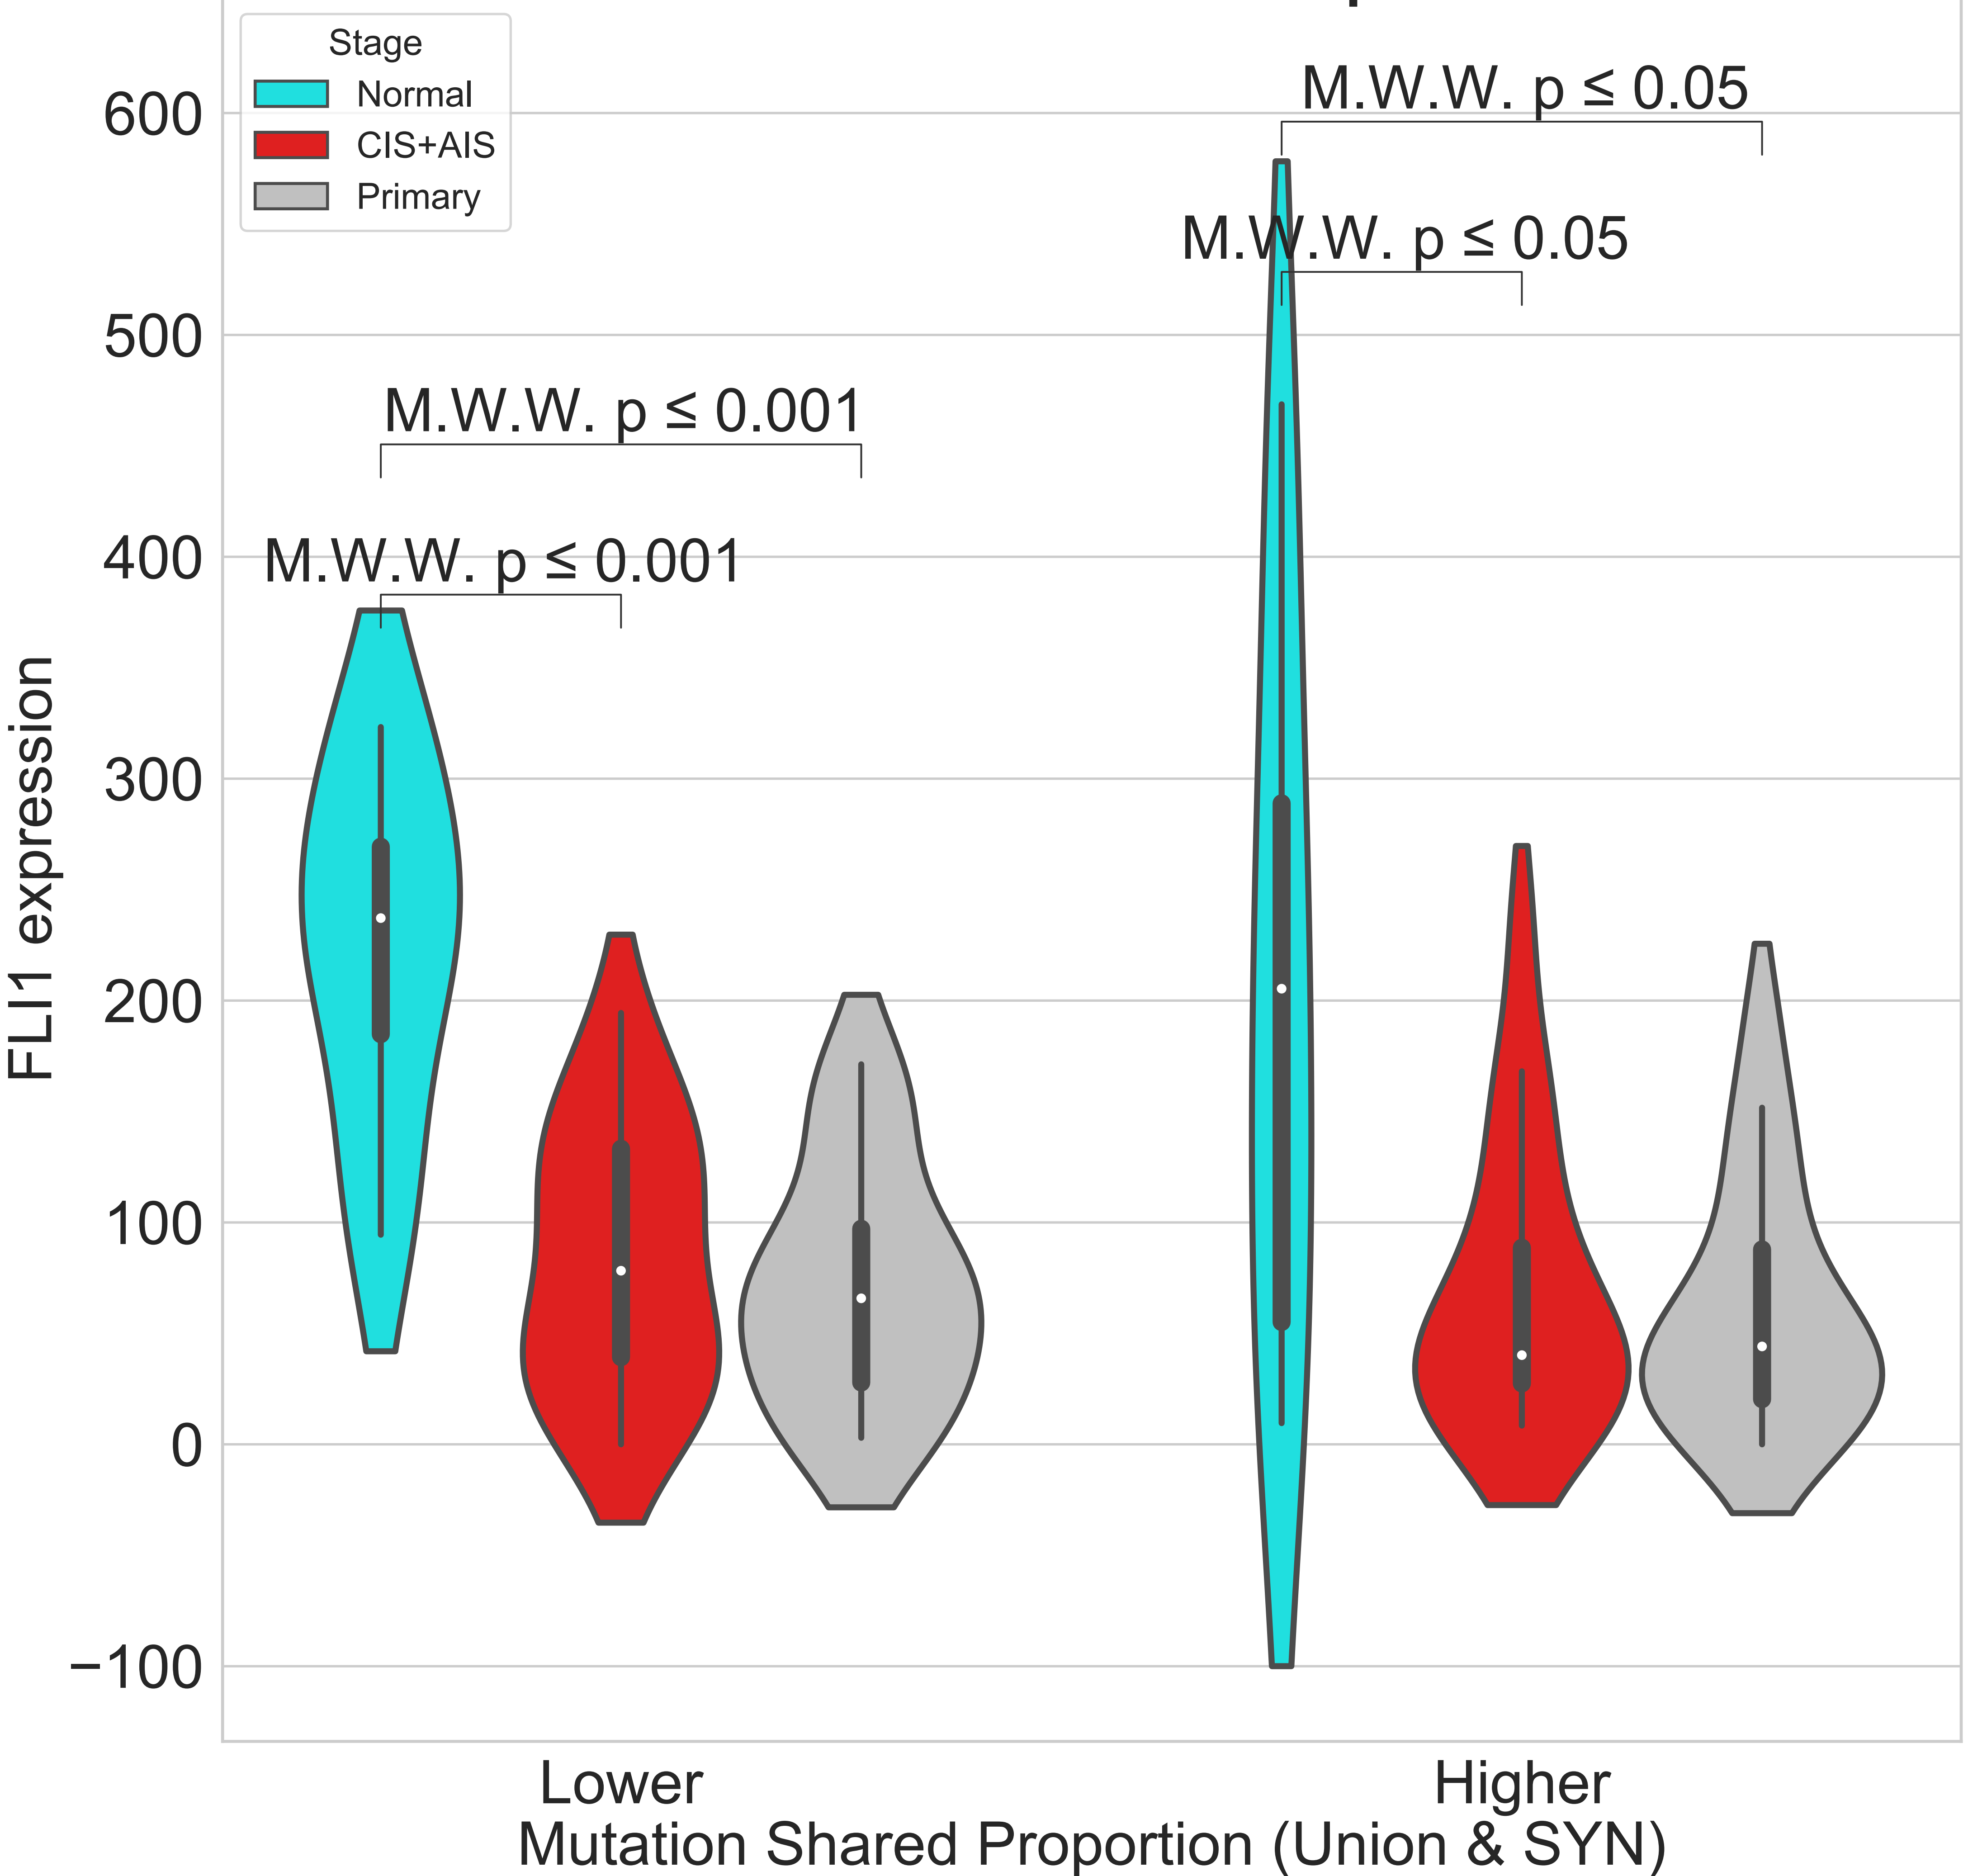 Stage
Normal
CIS+AIS
Primary
M.W.W. p ≤ 0.05
M.W.W. p ≤ 0.05
M.W.W. p ≤ 0.001
M.W.W. p ≤ 0.001
600
500
400
300
200
100
0
−100
FLI1 expression
Lower
Higher
Mutation Shared Proportion (Union & SYN)